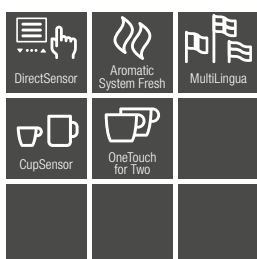 DirectSensor
Aromatic
System Fresh
MultiLingua
CupSensor
OneTouch
for Two